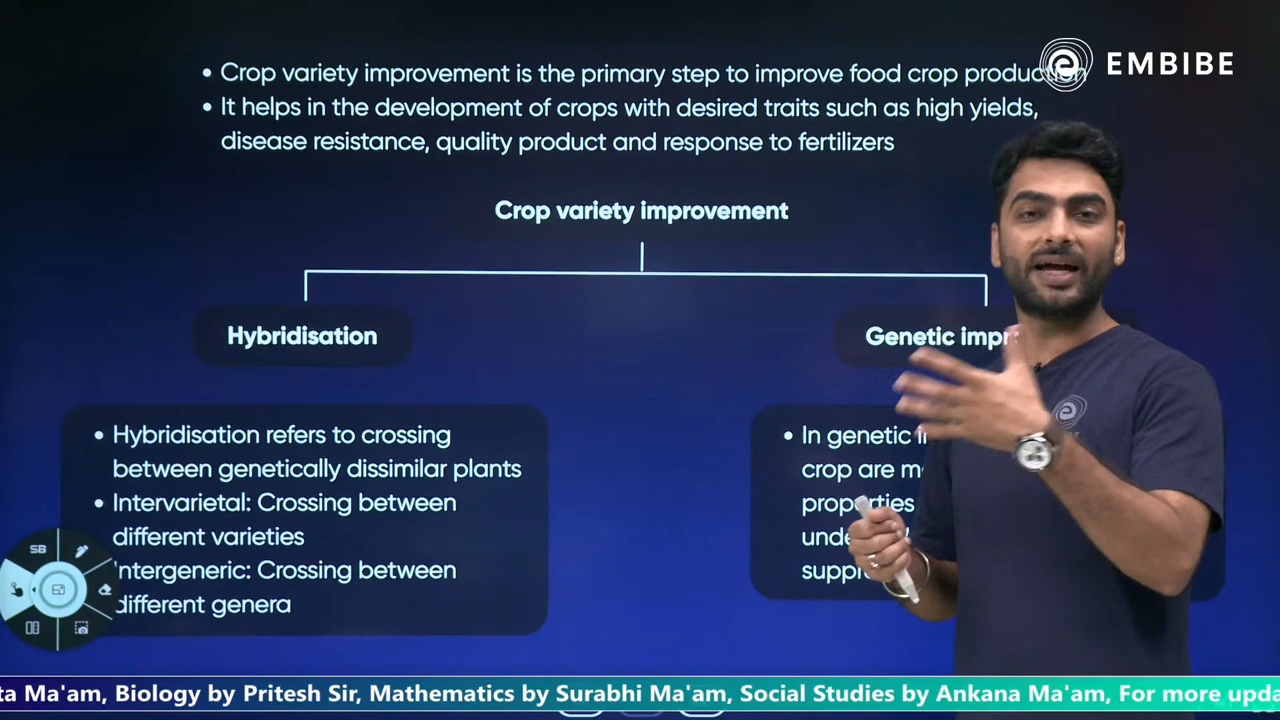 EMBIBE
• Crop variety improvement is the primary step to improve food crop
• It helps in the development of crops with desired traits such as high yields,
disease resistance, quality product and response to fertilizers
Crop variety improvement
Hybridisation
Genetic
• Hybridisation refers to crossing
between genetically dissimilar plants
• Intervarietal: Crossing between
different varieties
Intergeneric: Crossing between
different genera
• In genetic
crop are
properties
SB
Ma'am, Biology by Pritesh Sir, Mathematics by Surabhi Ma'am, Social Studies by Ankana Ma'am, For more